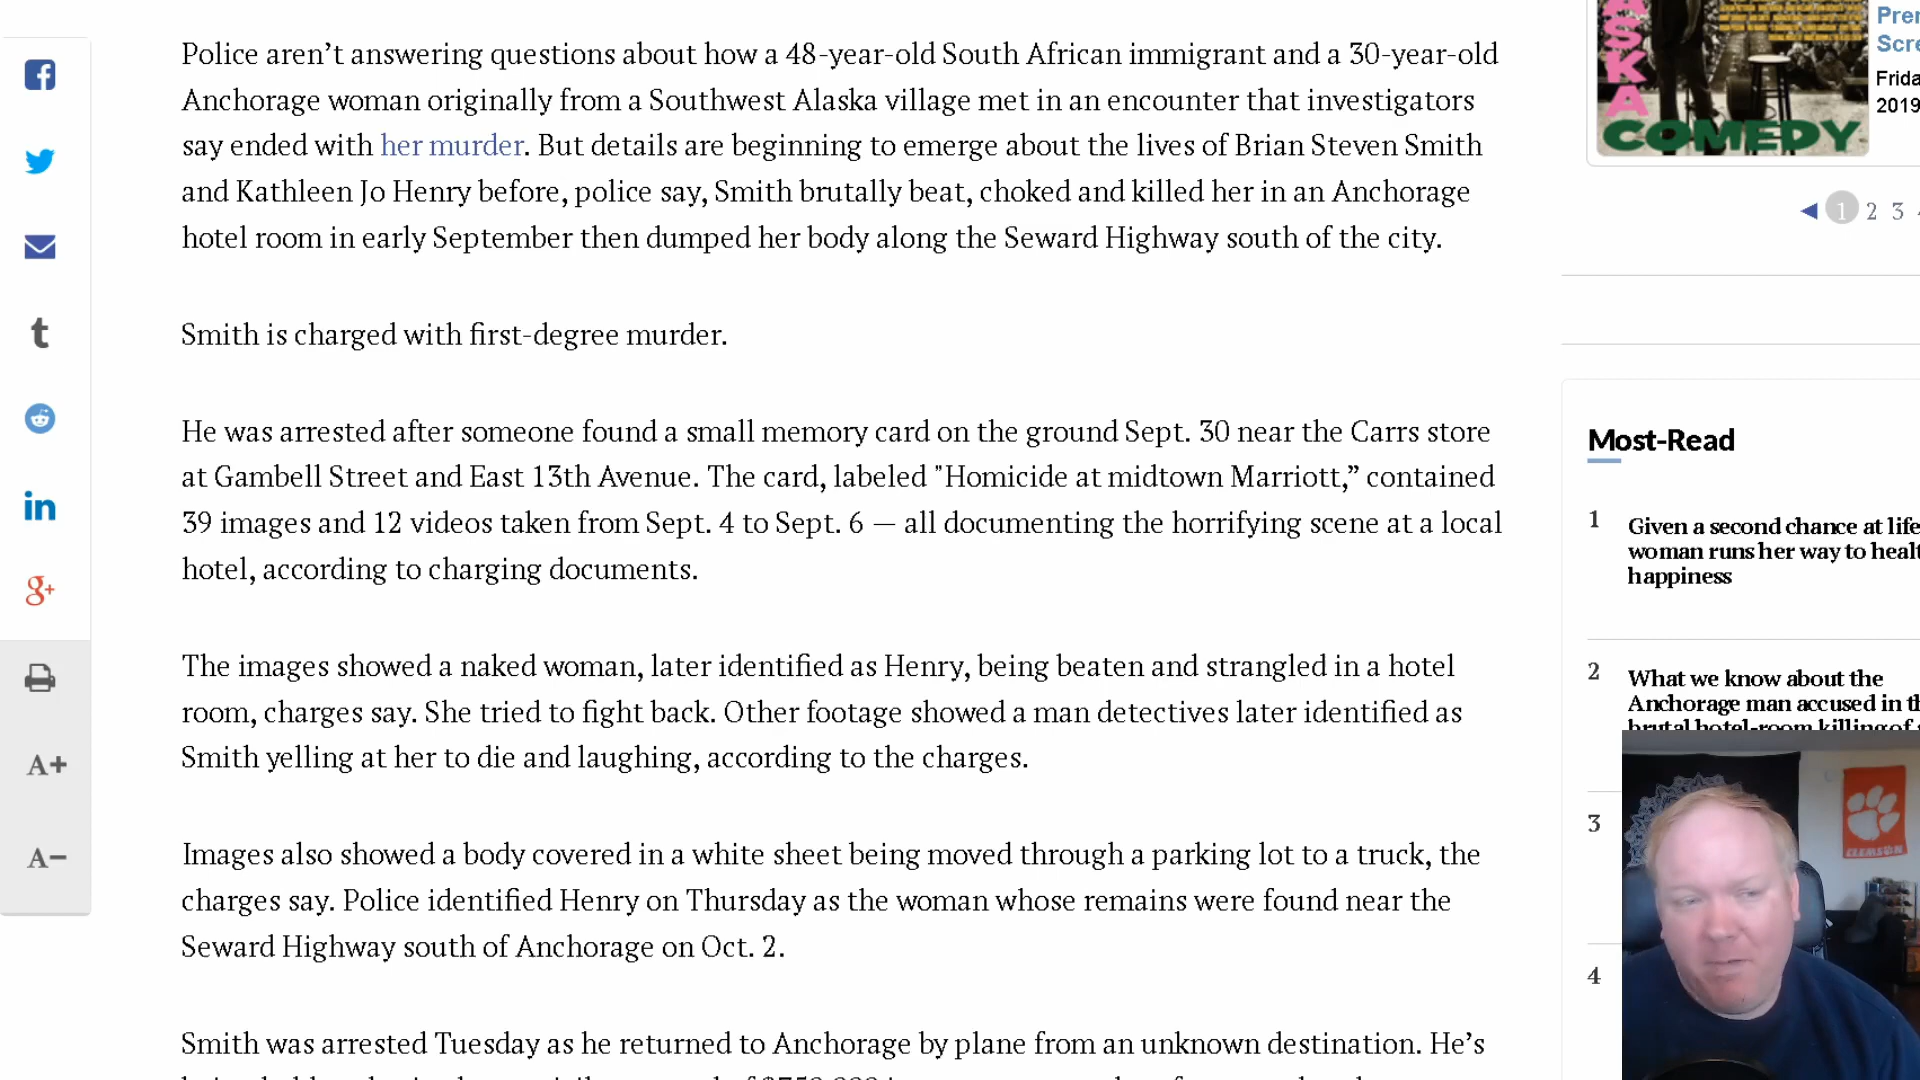 Police aren’t answering questions about how a 48-year-old South African immigrant and a 30-year-old
Anchorage woman originally from a Southwest Alaska village met in an encounter that investigators
say ended with her murder. But details are beginning to emerge about the lives of Brian Steven Smith
and Kathleen Jo Henry before, police say, Smith brutally beat, choked and killed her in an Anchorage
hotel room in early September then dumped her body along the Seward Highway south of the city.
Smith is charged with first-degree murder.
He was arrested after someone found a small memory card on the ground Sept. 30 near the Carrs store
at Gambell Street and East 13th Avenue. The card, labeled "Homicide at midtown Marriott,” contained
39 images and 12 videos taken from Sept. 4 to Sept. 6 — all documenting the horrifying scene at a local
hotel, according to charging documents.
The images showed a naked woman, later identified as Henry, being beaten and strangled in a hotel
room, charges say. She tried to fight back. Other footage showed a man detectives later identified as
Smith yelling at her to die and laughing, according to the charges.
Images also showed a body covered in a white sheet being moved through a parking lot to a truck, the
charges say. Police identified Henry on Thursday as the woman whose remains were found near the
Seward Highway south of Anchorage on Oct. 2.
Smith was arrested Tuesday as he returned to Anchorage by plane from an unknown destination. He’s
A+
A−
ASKA
COMEDY
2019
1 2 3
Most-Read
1
Given a second chance at life
woman runs her way to
happiness
2
What we know about the
Anchorage man accused in
brutal hotel-room killing of
3
4
CLEMSON